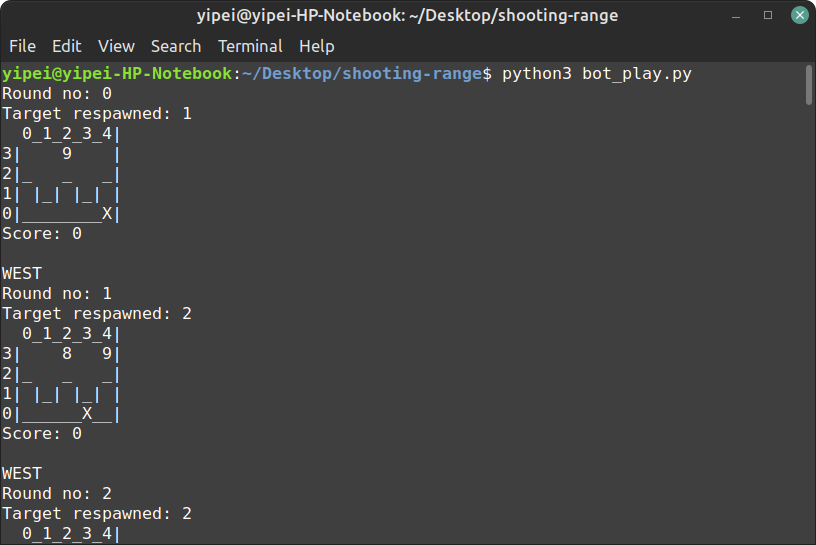 yipei@yipei-HP-Notebook: ~/Desktop/shooting-range
File Edit View Search Terminal Help
yipei@yipei-HP-Notebook:~/Desktop/shooting-range$ python3 bot_play.py
Round no: 0
Target respawned: 1
  0_1_2_3_4|
3|    9    |
2|_   _   _|
1| |_| |_| |
0|________X|
Score: 0

WEST
Round no: 1
Target respawned: 2
  0_1_2_3_4|
3|    8   9|
2|_   _   _|
1| |_| |_| |
0|______X__|
Score: 0

WEST
Round no: 2
Target respawned: 2
  0_1_2_3_4|